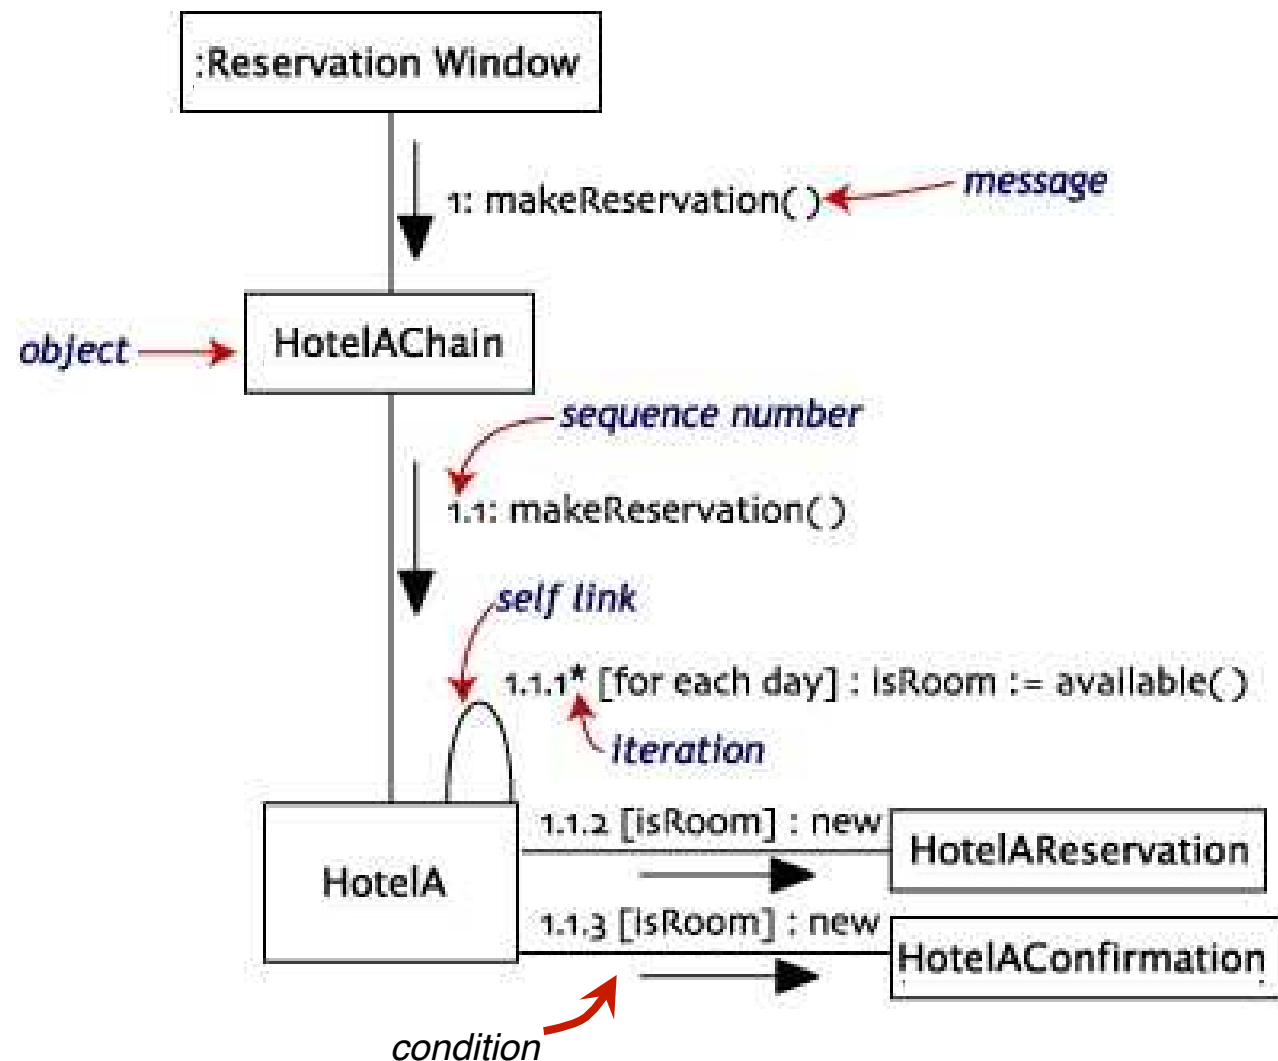 :Reservation Window
message
1: makeReservation( )
object
HotelAChain
sequence number
1.1: makeReservation( )
self link
1.1.1* [for each day] : isRoom := available( )
iteration
1.1.2 [isRoom] : new
HotelAReservation
HotelA
1.1.3 [isRoom] : new
HotelAConfirmation
condition